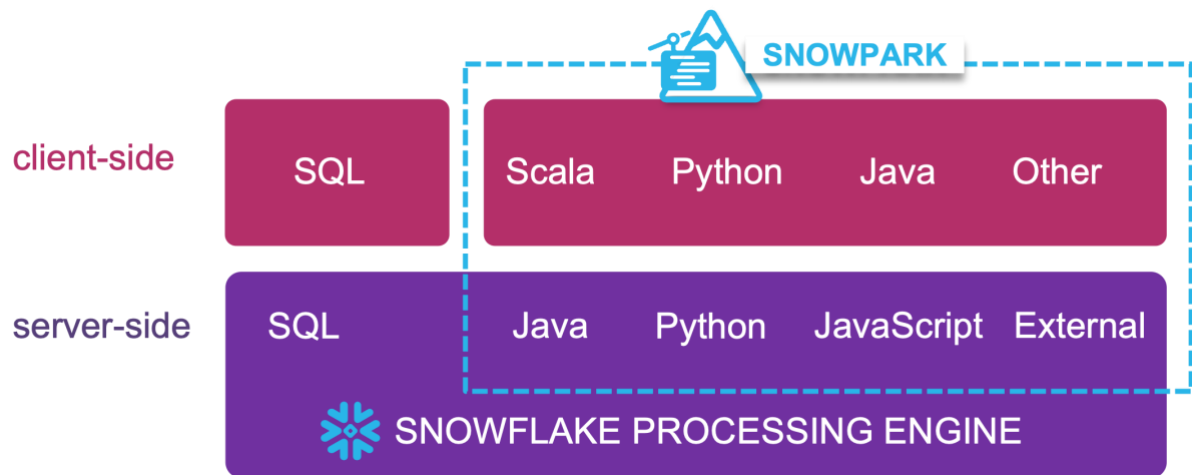 SNOWPARK
client-side
SQL
Scala Python Java Other
server-side
SQL
Java Python JavaScript External
SNOWFLAKE PROCESSING ENGINE